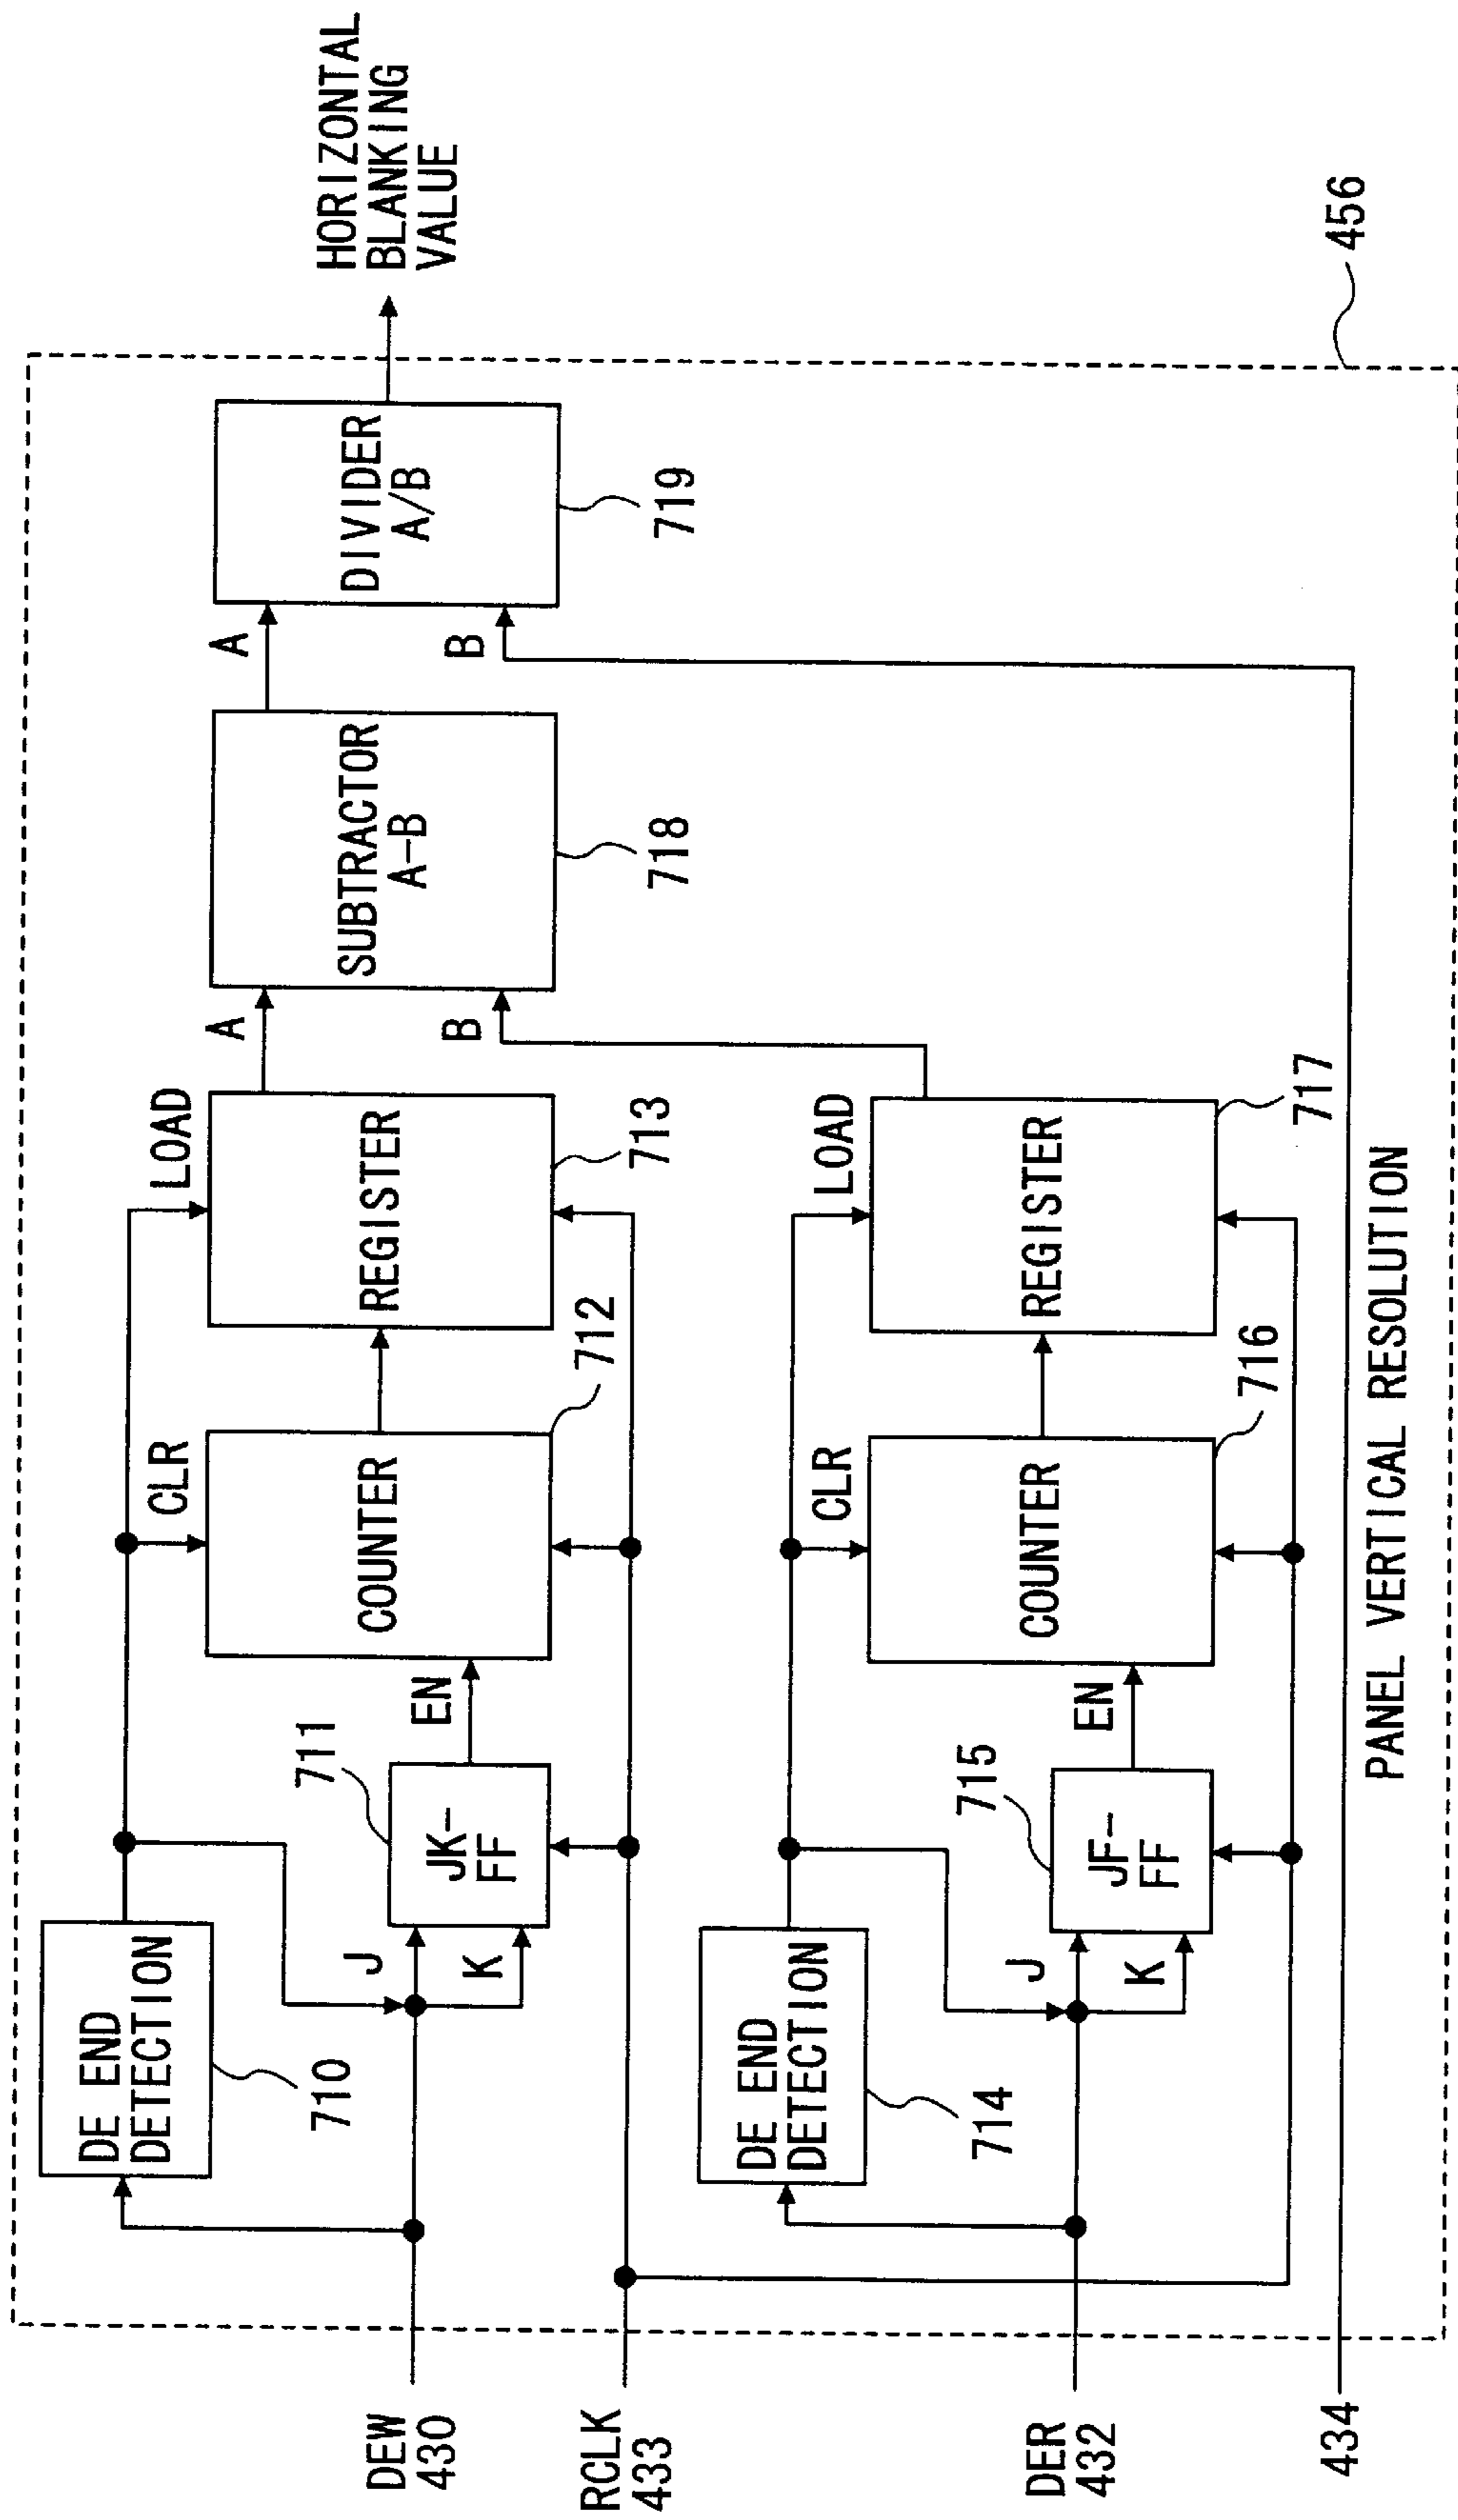 DE END
DETECTION
710
LOAD
CLR
711
JK-
FF
J
K
EN
COUNTER
712
REGISTER
713
A
B
SUBTRACTOR
A-B
718
A
B
DIVIDER
A/B
719
HORIZONTAL
BLANKING
VALUE
DEW
430
RCLK
433
DE END
DETECTION
714
LOAD
CLR
715
JF-
FF
J
K
EN
COUNTER
716
REGISTER
717
DER
432
434
PANEL VERTICAL RESOLUTION
456